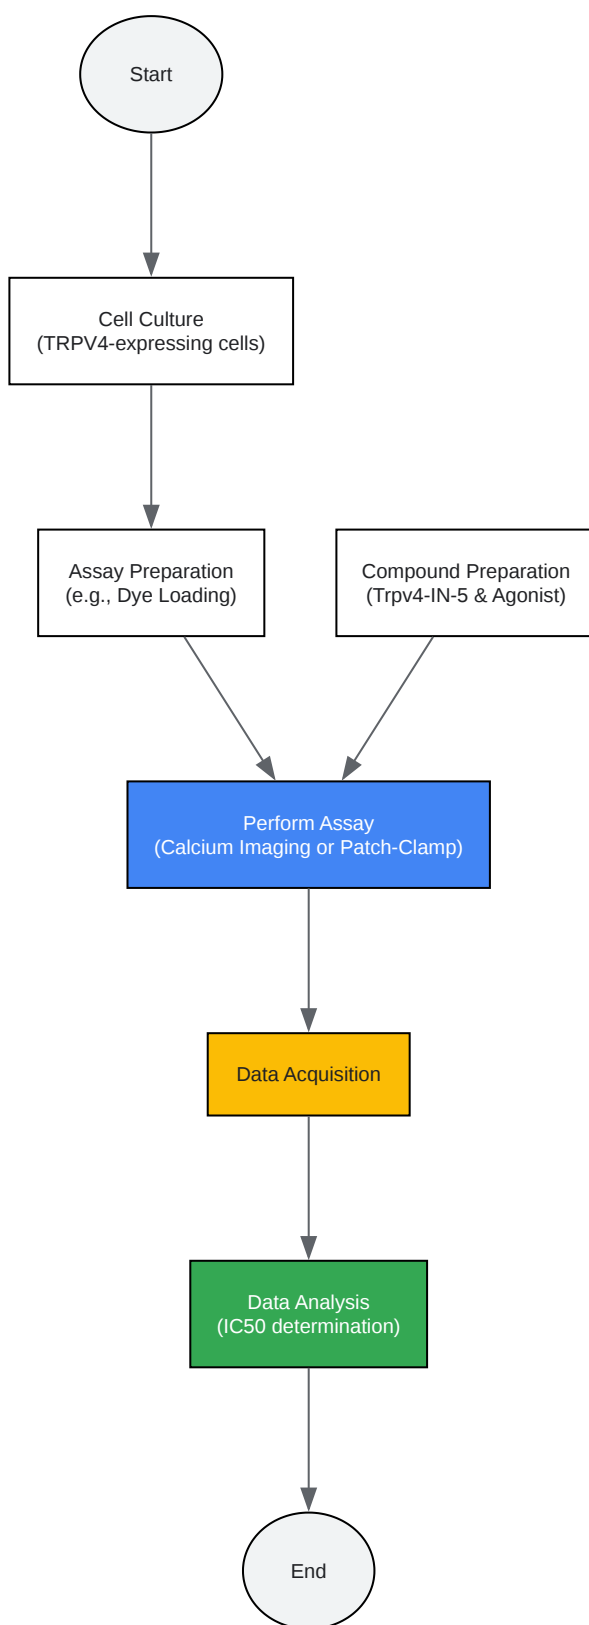 Start
Cell Culture
(TRPV4-expressing cells)
Assay Preparation
(e.g., Dye Loading)
Compound Preparation
(Trpv4-IN-5 & Agonist)
Perform Assay
(Calcium Imaging or Patch-Clamp)
Data Acquisition
Data Analysis
(IC50 determination)
End